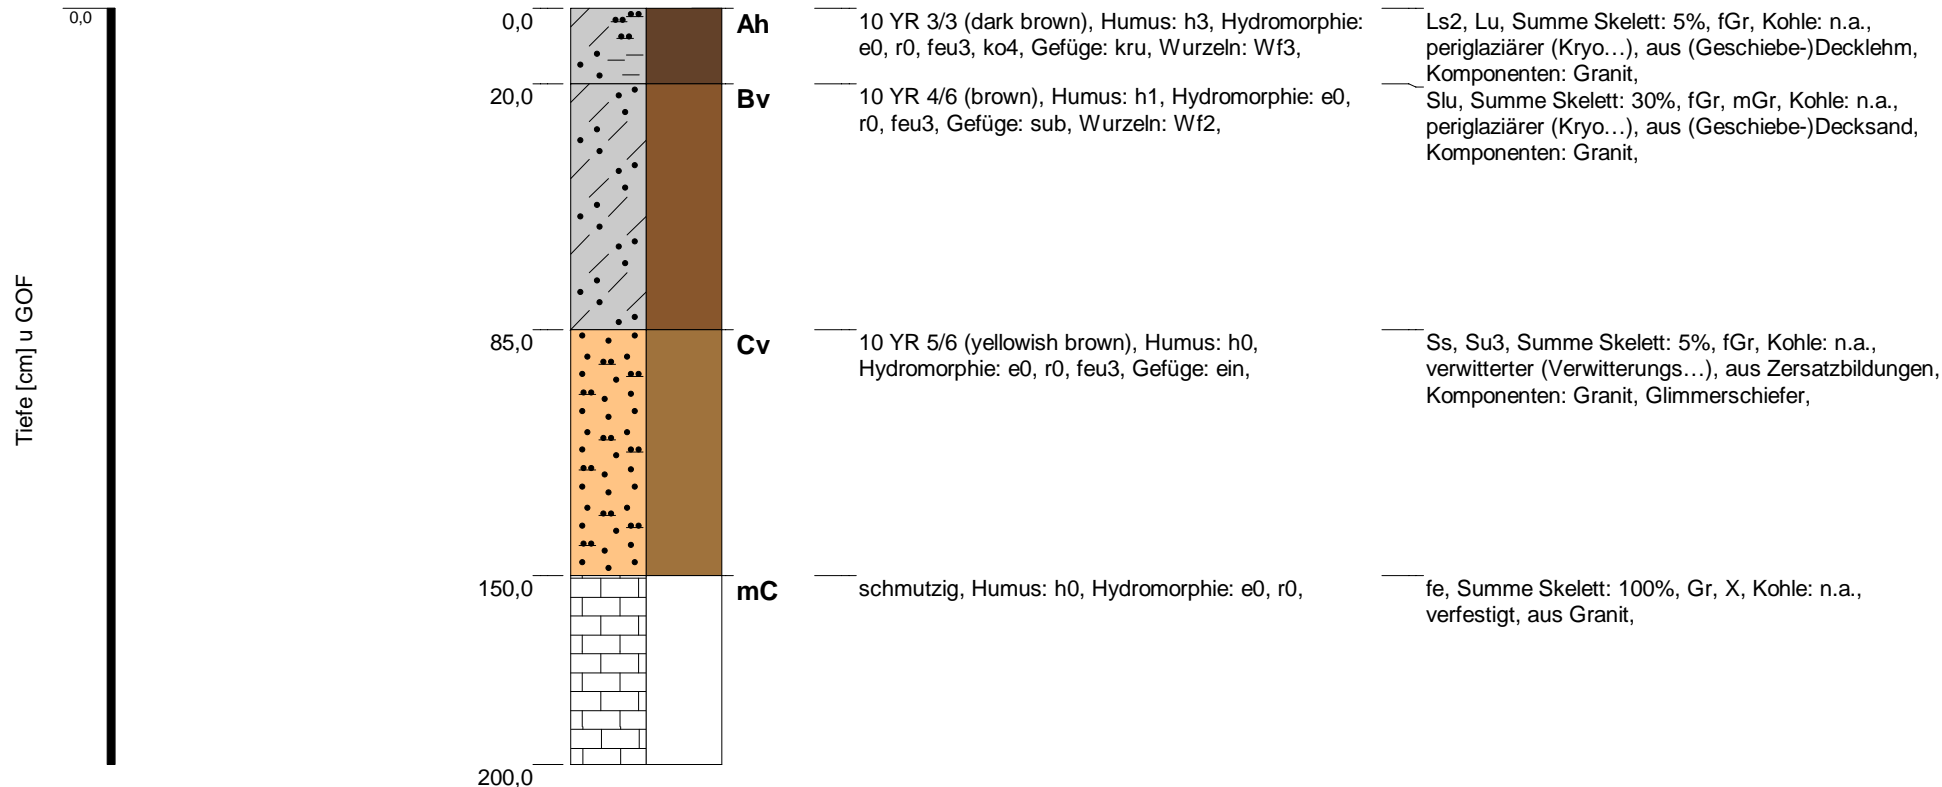 0,0
Tiefe [cm] u GOF
0,0
Ah
10 YR 3/3 (dark brown), Humus: h3, Hydromorphie:
e0, r0, feu3, ko4, Gefüge: kru, Wurzeln: Wf3,
Ls2, Lu, Summe Skelett: 5%, fGr, Kohle: n.a.,
periglaziärer (Kryo…), aus (Geschiebe-)Decklehm,
Komponenten: Granit,
20,0
Bv
10 YR 4/6 (brown), Humus: h1, Hydromorphie: e0,
r0, feu3, Gefüge: sub, Wurzeln: Wf2,
Slu, Summe Skelett: 30%, fGr, mGr, Kohle: n.a.,
periglaziärer (Kryo…), aus (Geschiebe-)Decksand,
Komponenten: Granit,
85,0
Cv
10 YR 5/6 (yellowish brown), Humus: h0,
Hydromorphie: e0, r0, feu3, Gefüge: ein,
Ss, Su3, Summe Skelett: 5%, fGr, Kohle: n.a.,
verwitterter (Verwitterungs…), aus Zersatzbildungen,
Komponenten: Granit, Glimmerschiefer,
150,0
mC
schmutzig, Humus: h0, Hydromorphie: e0, r0,
fe, Summe Skelett: 100%, Gr, X, Kohle: n.a.,
verfestigt, aus Granit,
200,0